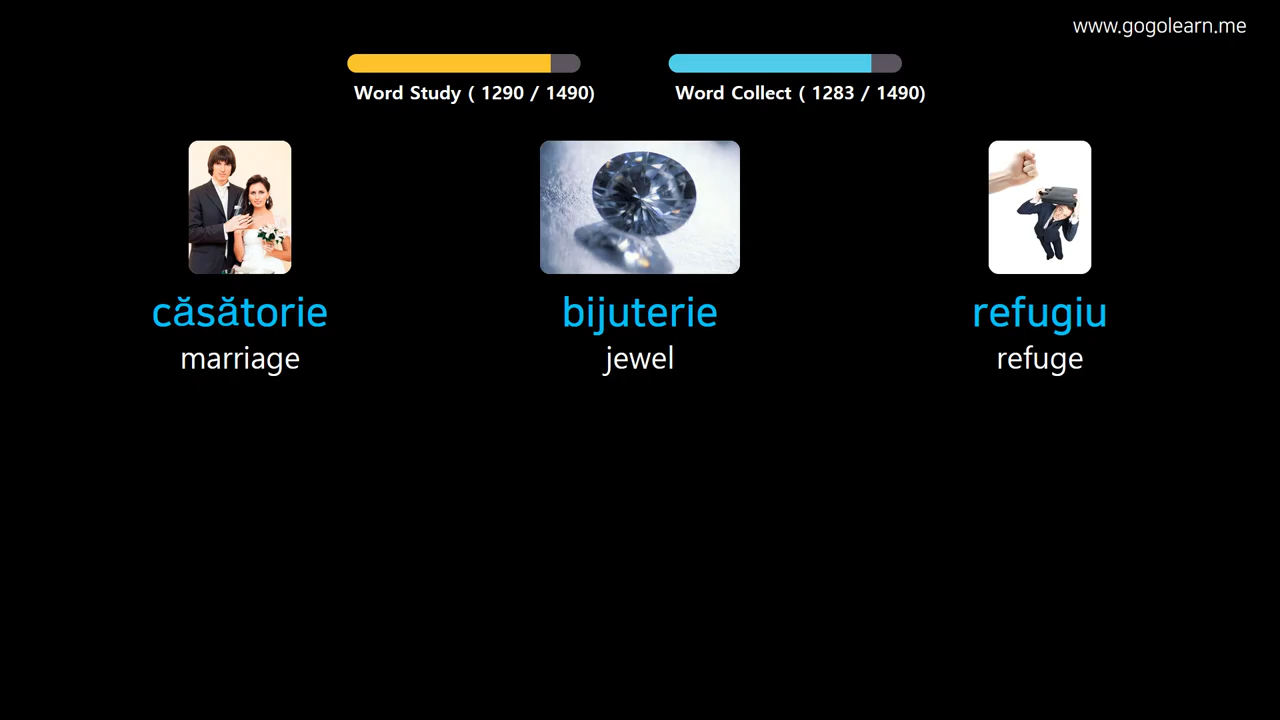 www.gogolearn.me
Word Study ( 1290 / 1490)
Word Collect ( 1283 / 1490)
căsătorie
marriage
bijuterie
jewel
refugiu
refuge